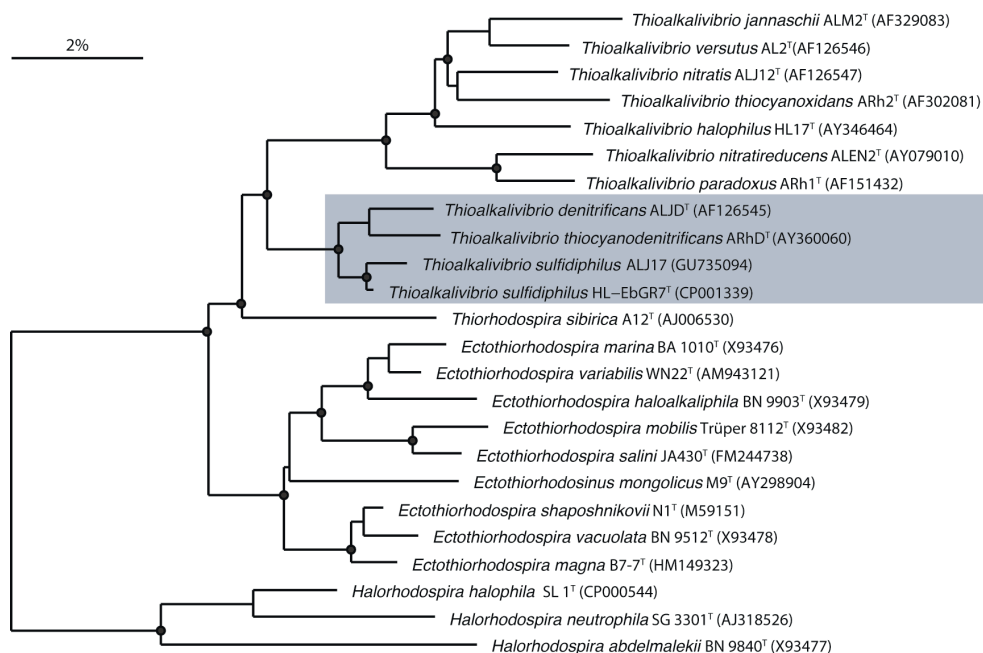 2%
Thioalkalivibrio jannaschii ALM2ᵀ (AF329083)
Thioalkalivibrio versutus AL2ᵀ(AF126546)
Thioalkalivibrio nitratis ALJ12ᵀ (AF126547)
Thioalkalivibrio thiocyanoxidans ARh2ᵀ (AF302081)
Thioalkalivibrio halophilus HL17ᵀ (AY346464)
Thioalkalivibrio nitratireducens ALEN2ᵀ (AY079010)
Thioalkalivibrio paradoxus ARh1ᵀ (AF151432)
Thioalkalivibrio denitrificans ALJDᵀ (AF126545)
Thioalkalivibrio thiocyanodenitrificans ARhDᵀ (AY360060)
Thioalkalivibrio sulfidiphilus ALJ17 (GU735094)
Thioalkalivibrio sulfidiphilus HL–EbGR7ᵀ (CP001339)
Thiorhodospira sibirica A12ᵀ (AJ006530)
Ectothiorhodospira marina BA 1010ᵀ (X93476)
Ectothiorhodospira variabilis WN22ᵀ (AM943121)
Ectothiorhodospira haloalkaliphila BN 9903ᵀ (X93479)
Ectothiorhodospira mobilis Trüper 8112ᵀ (X93482)
Ectothiorhodospira salini JA430ᵀ (FM244738)
Ectothiorhodosinus mongolicus M9ᵀ (AY298904)
Ectothiorhodospira shaposhnikovii N1ᵀ (M59151)
Ectothiorhodospira vacuolata BN 9512ᵀ (X93478)
Ectothiorhodospira magna B7-7ᵀ (HM149323)
Halorhodospira halophila SL 1ᵀ (CP000544)
Halorhodospira neutrophila SG 3301ᵀ (AJ318526)
Halorhodospira abdelmalekii BN 9840ᵀ (X93477)